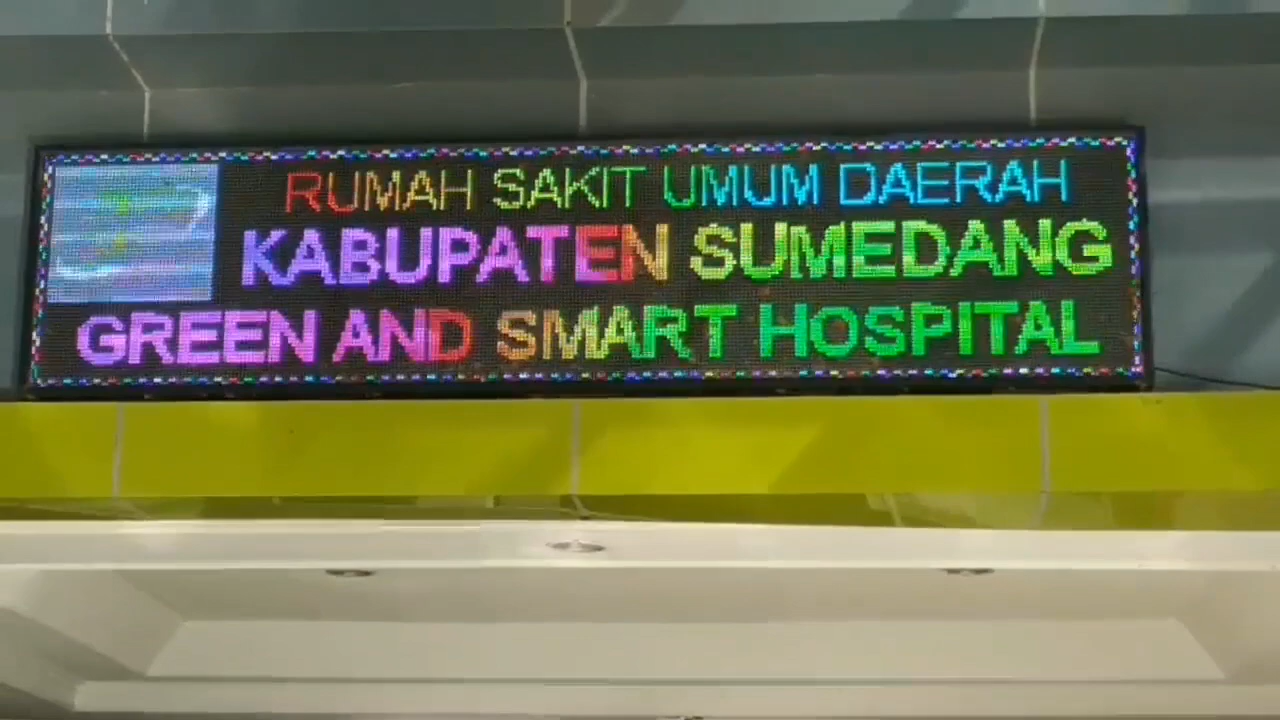 RUMAH SAKIT UMUM DAERAH
KABUPATEN SUMEDANG
GREEN AND SMART HOSPITAL